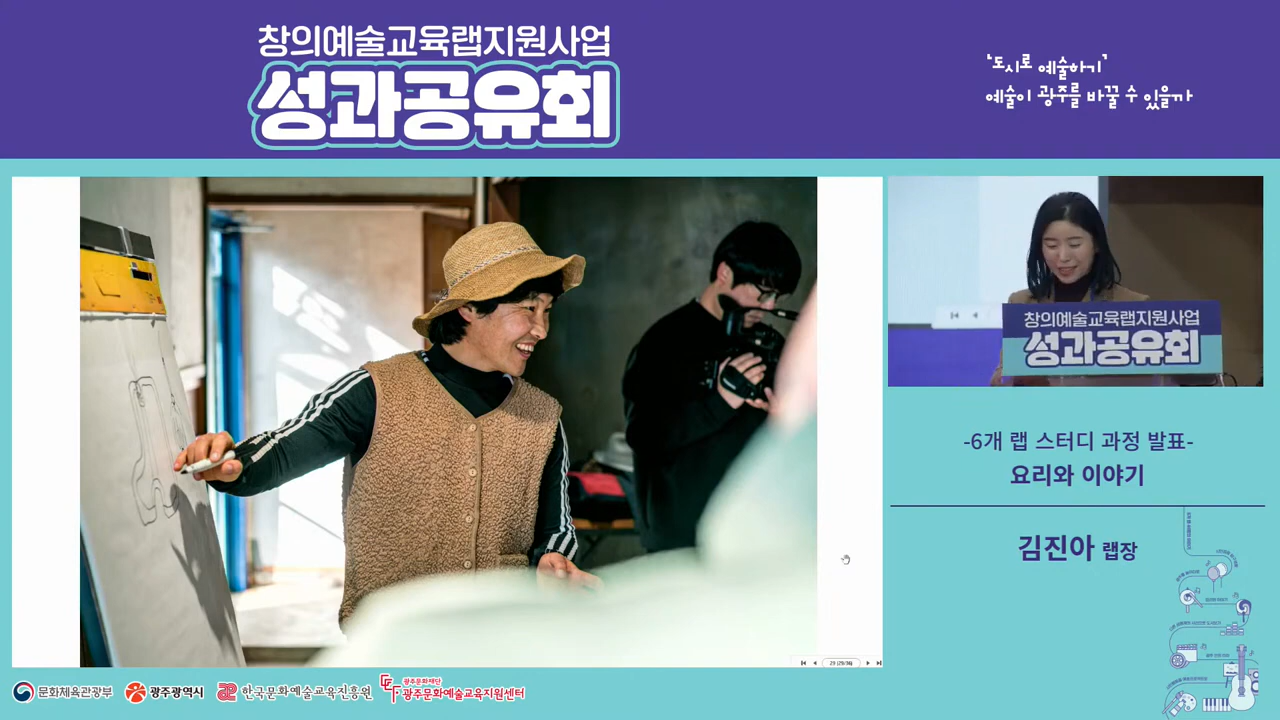 창의예술교육랩지원사업
성과공유회
'도시로 예술하기'
예술이 광주를 바꿀 수 있을까
창의예술교육랩지원사업
성과공유회
-6개 랩 스터디 과정 발표-
요리와 이야기
김진아 랩장
29 (29/36)
문화체육관광부
광주광역시
한국문화예술교육진흥원
광주문화재단
광주문화예술교육지원센터